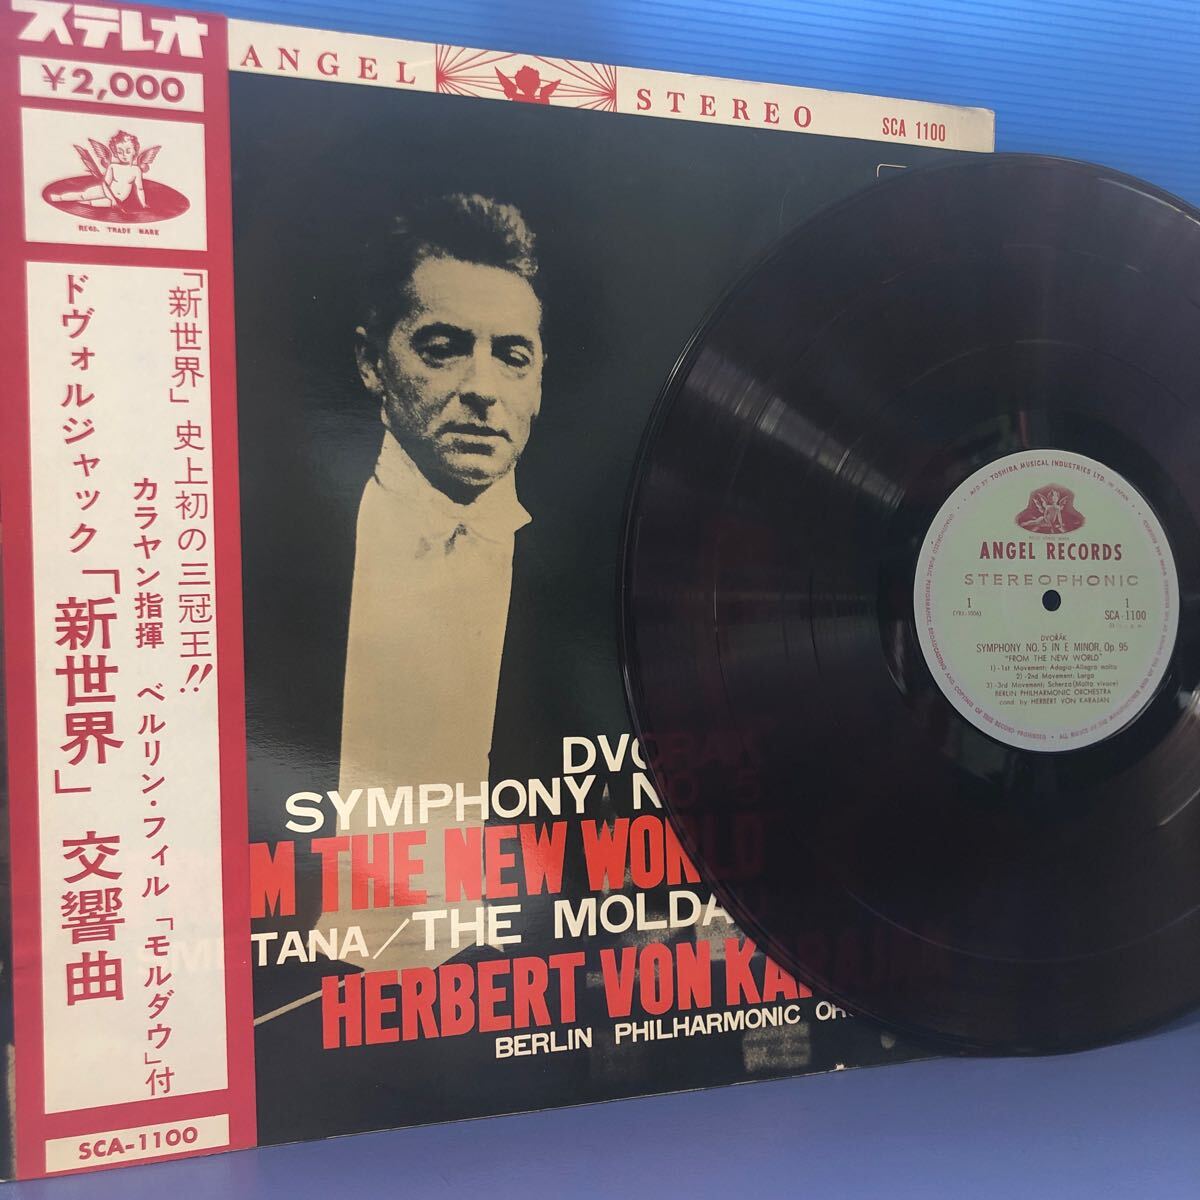 ステレオ
¥2,000
REGD. TRADE MARK
「新世界」史上初の三冠王!!
カラヤン指揮 ベルリン・フィル「モルダウ」付
ドヴォルジャック「新世界」交響曲
SCA-1100
ANGEL STEREO SCA 1100
DVORAK
SYMPHONY NO 5
M THE NEW WORLD
TANA/THE MOLDA
HERBERT VON KARAJAN
BERLIN PHILHARMONIC
MF'D BY TOSHIBA MUSICAL INDUSTRIES LTD. IN JAPAN
ANGEL RECORDS
STEREOPHONIC
1 1
(YRX-1006) SCA-1100
DVOŘÁK
SYMPHONY NO. 5 IN E MINOR, Op. 95
"FROM THE NEW WORLD"
1)-1st Movement: Adagio-Allegro molto
2)-2nd Movement: Largo
3)-3rd Movement: Scherzo (Molto vivace)
BERLIN PHILHARMONIC ORCHESTRA
cond. by HERBERT VON KARAJAN